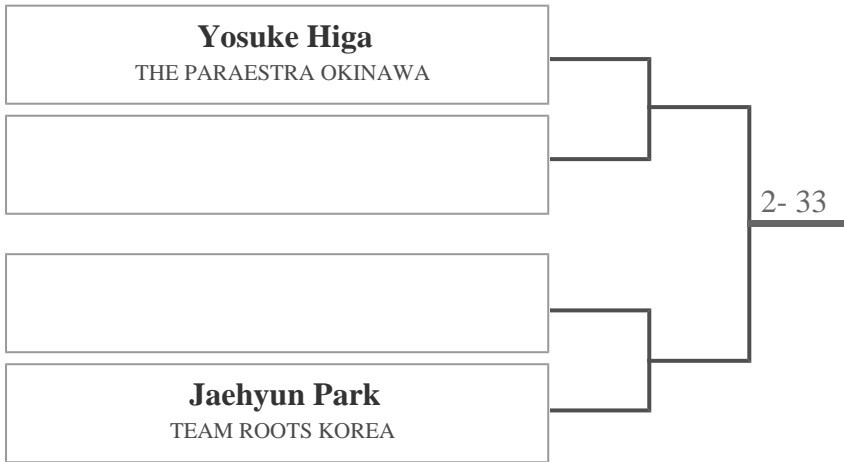 Yosuke Higa
THE PARAESTRA OKINAWA
2- 33
Jaehyun Park
TEAM ROOTS KOREA